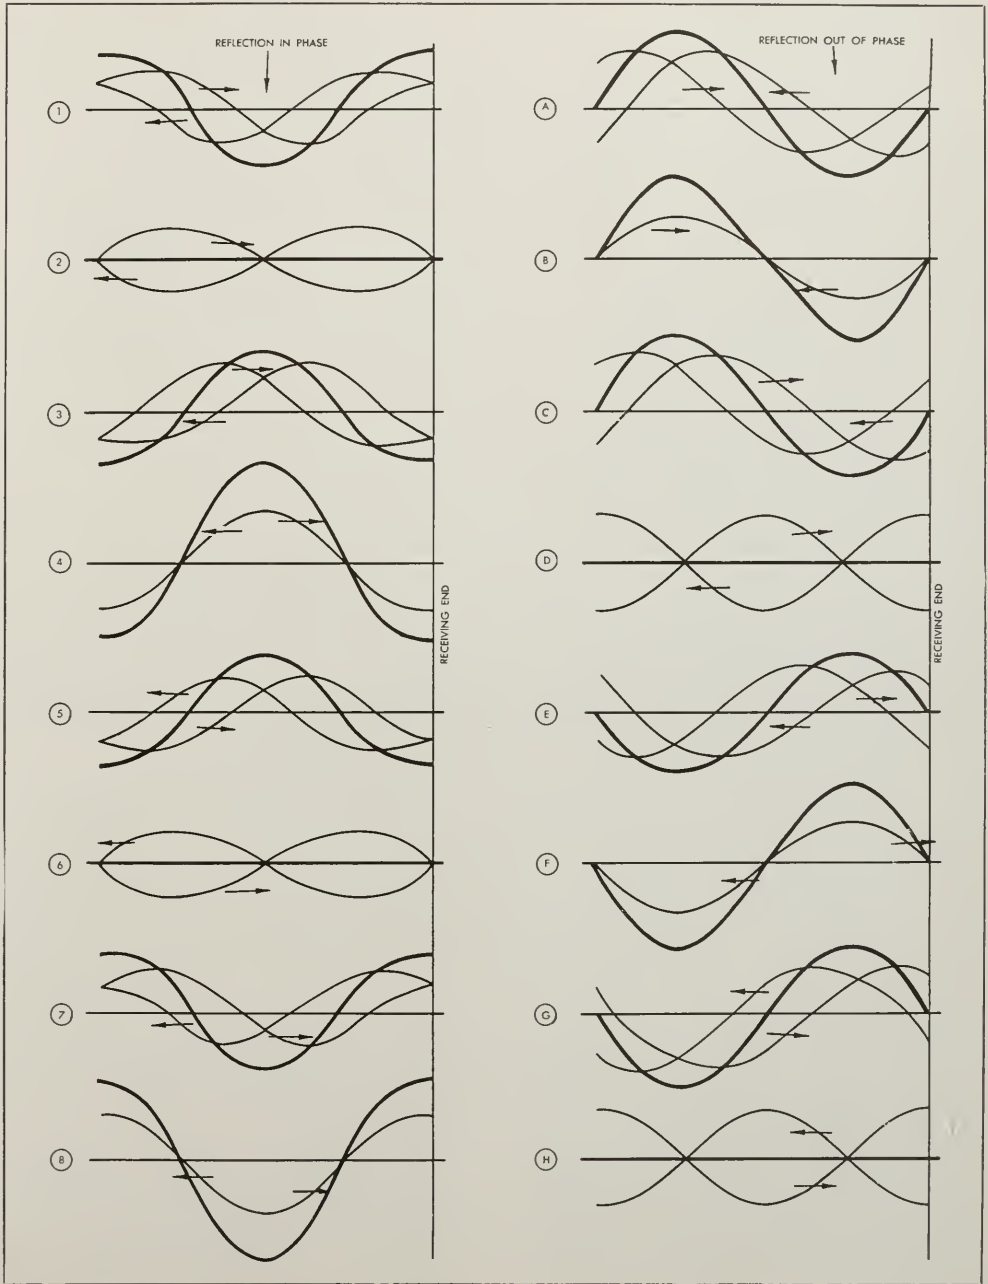 REFLECTION IN PHASE
1
2
3
4
5
6
7
8
RECEIVING END
REFLECTION OUT OF PHASE
A
B
C
D
E
F
G
H
RECEIVING END